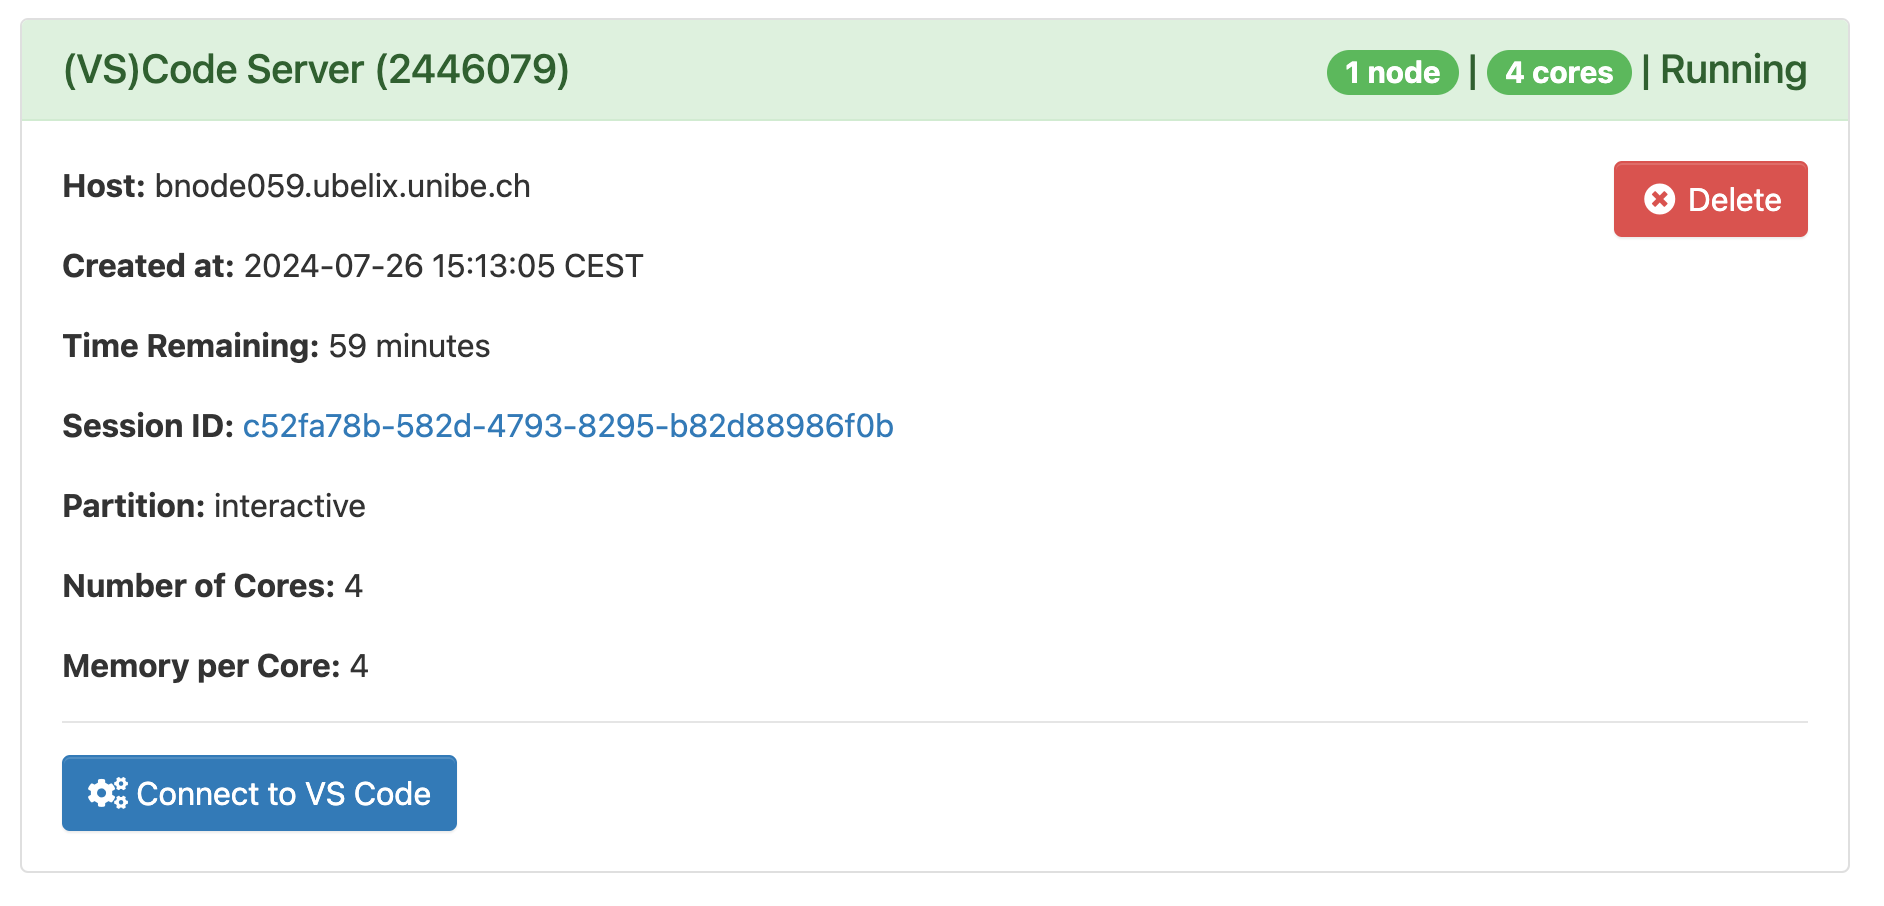 (VS)Code Server (2446079)
1 node | 4 cores | Running
Host: bnode059.ubelix.unibe.ch
Delete
Created at: 2024-07-26 15:13:05 CEST
Time Remaining: 59 minutes
Session ID: c52fa78b-582d-4793-8295-b82d88986f0b
Partition: interactive
Number of Cores: 4
Memory per Core: 4
Connect to VS Code